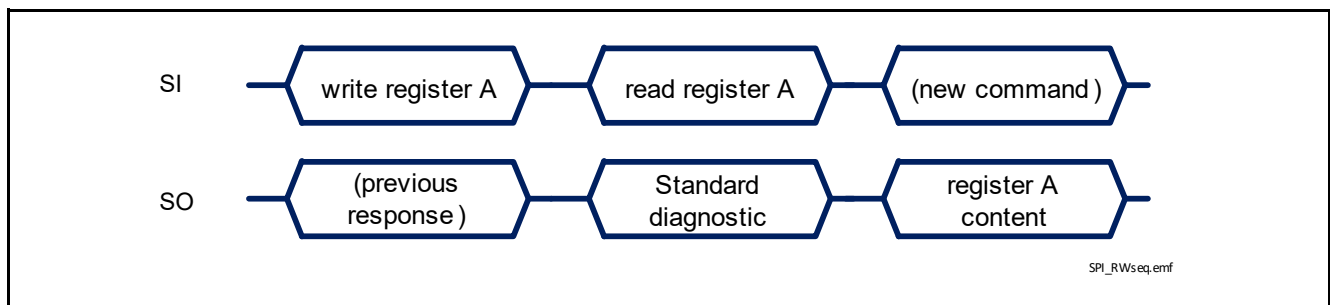 SI
write register A
read register A
(new command )
SO
(previous
response )
Standard
diagnostic
register A
content
SPI_RWseq.emf